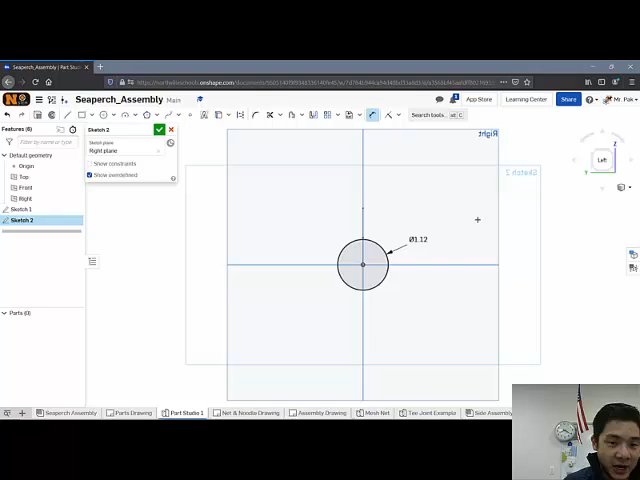 Seaperch_Assembly | Part Studio
Seaperch_Assembly Main
App Store
Learning Center
Share
Mr. Pak
Search tools...
alt C
Features (6)
Filter by name or type
Default geometry
Origin
Top
Front
Right
Sketch 1
Sketch 2
Parts (0)
Sketch 2
Sketch plane
Right plane
Show constraints
Show overdefined
Right
Sketch 2
Ø1.12
Z
Left
Y
Seaperch Assembly
Parts Drawing
Part Studio 1
Net & Noodle Drawing
Assembly Drawing
Mesh Net
Tee Joint Example
Side Assembly